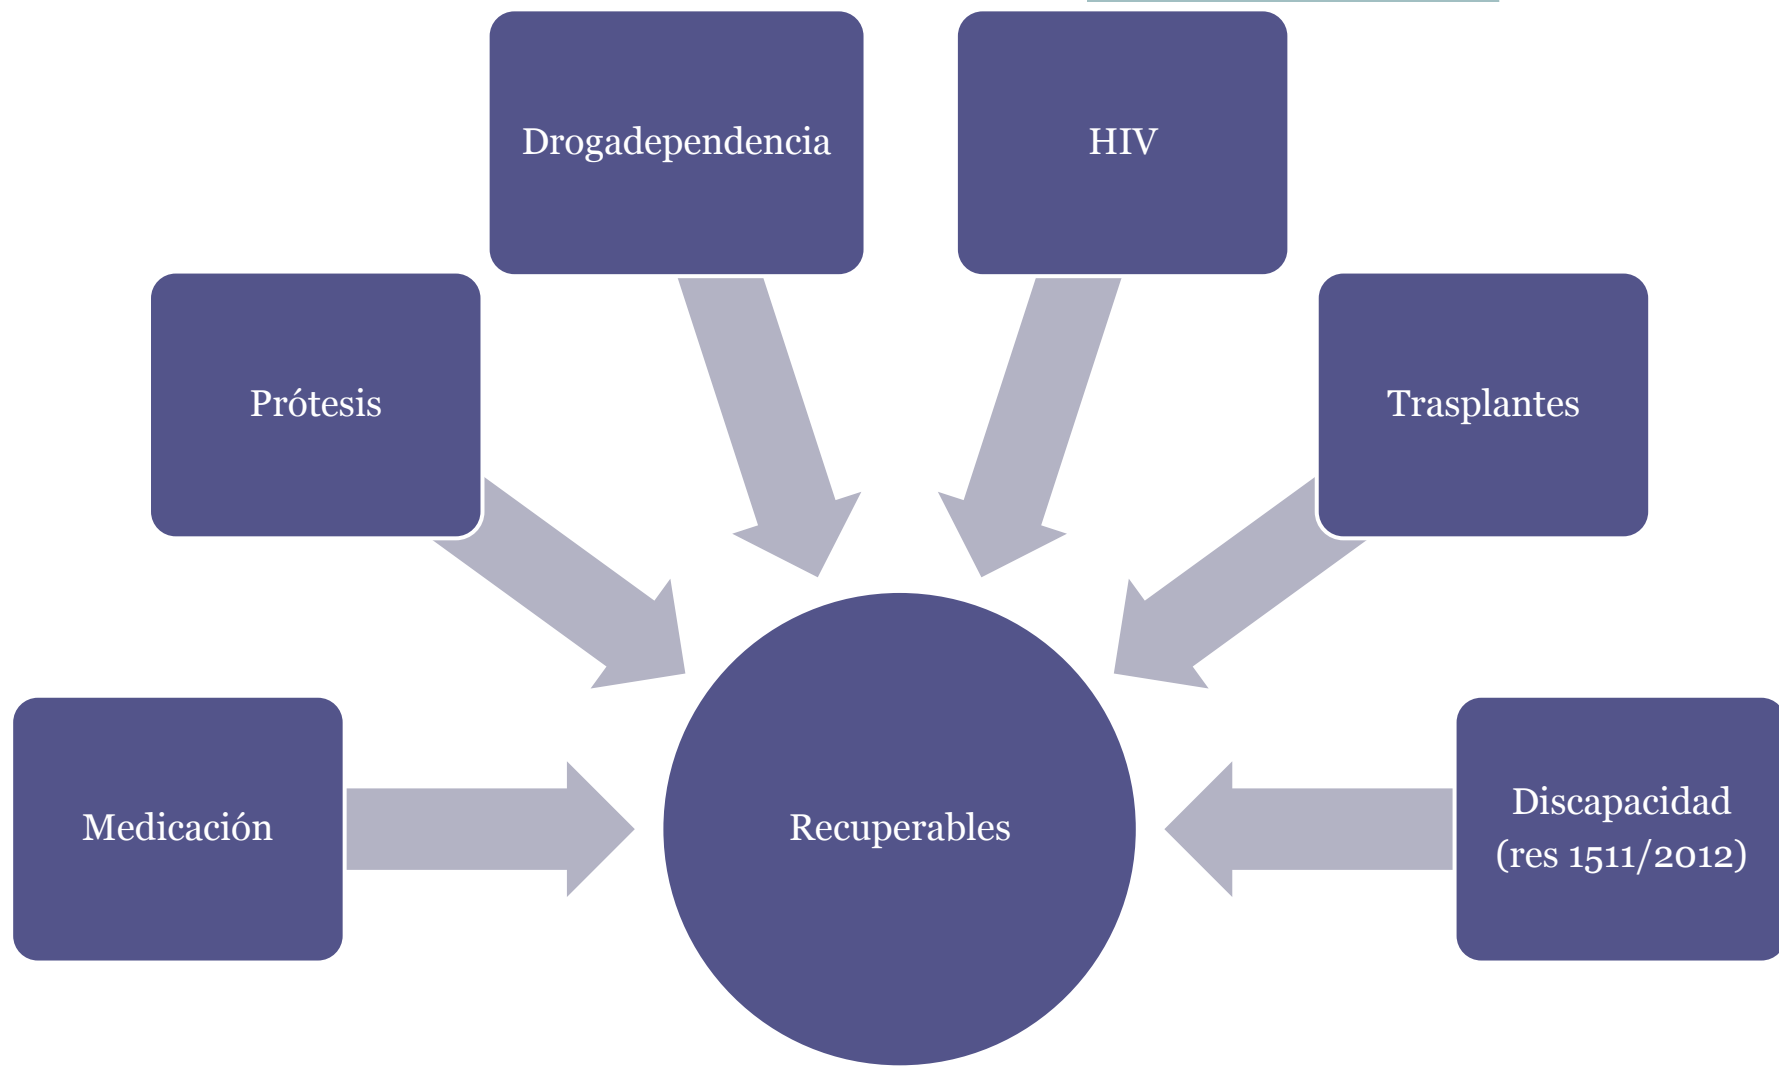 Drogadependencia
HIV
Prótesis
Trasplantes
Medicación
Recuperables
Discapacidad
(res 1511/2012)